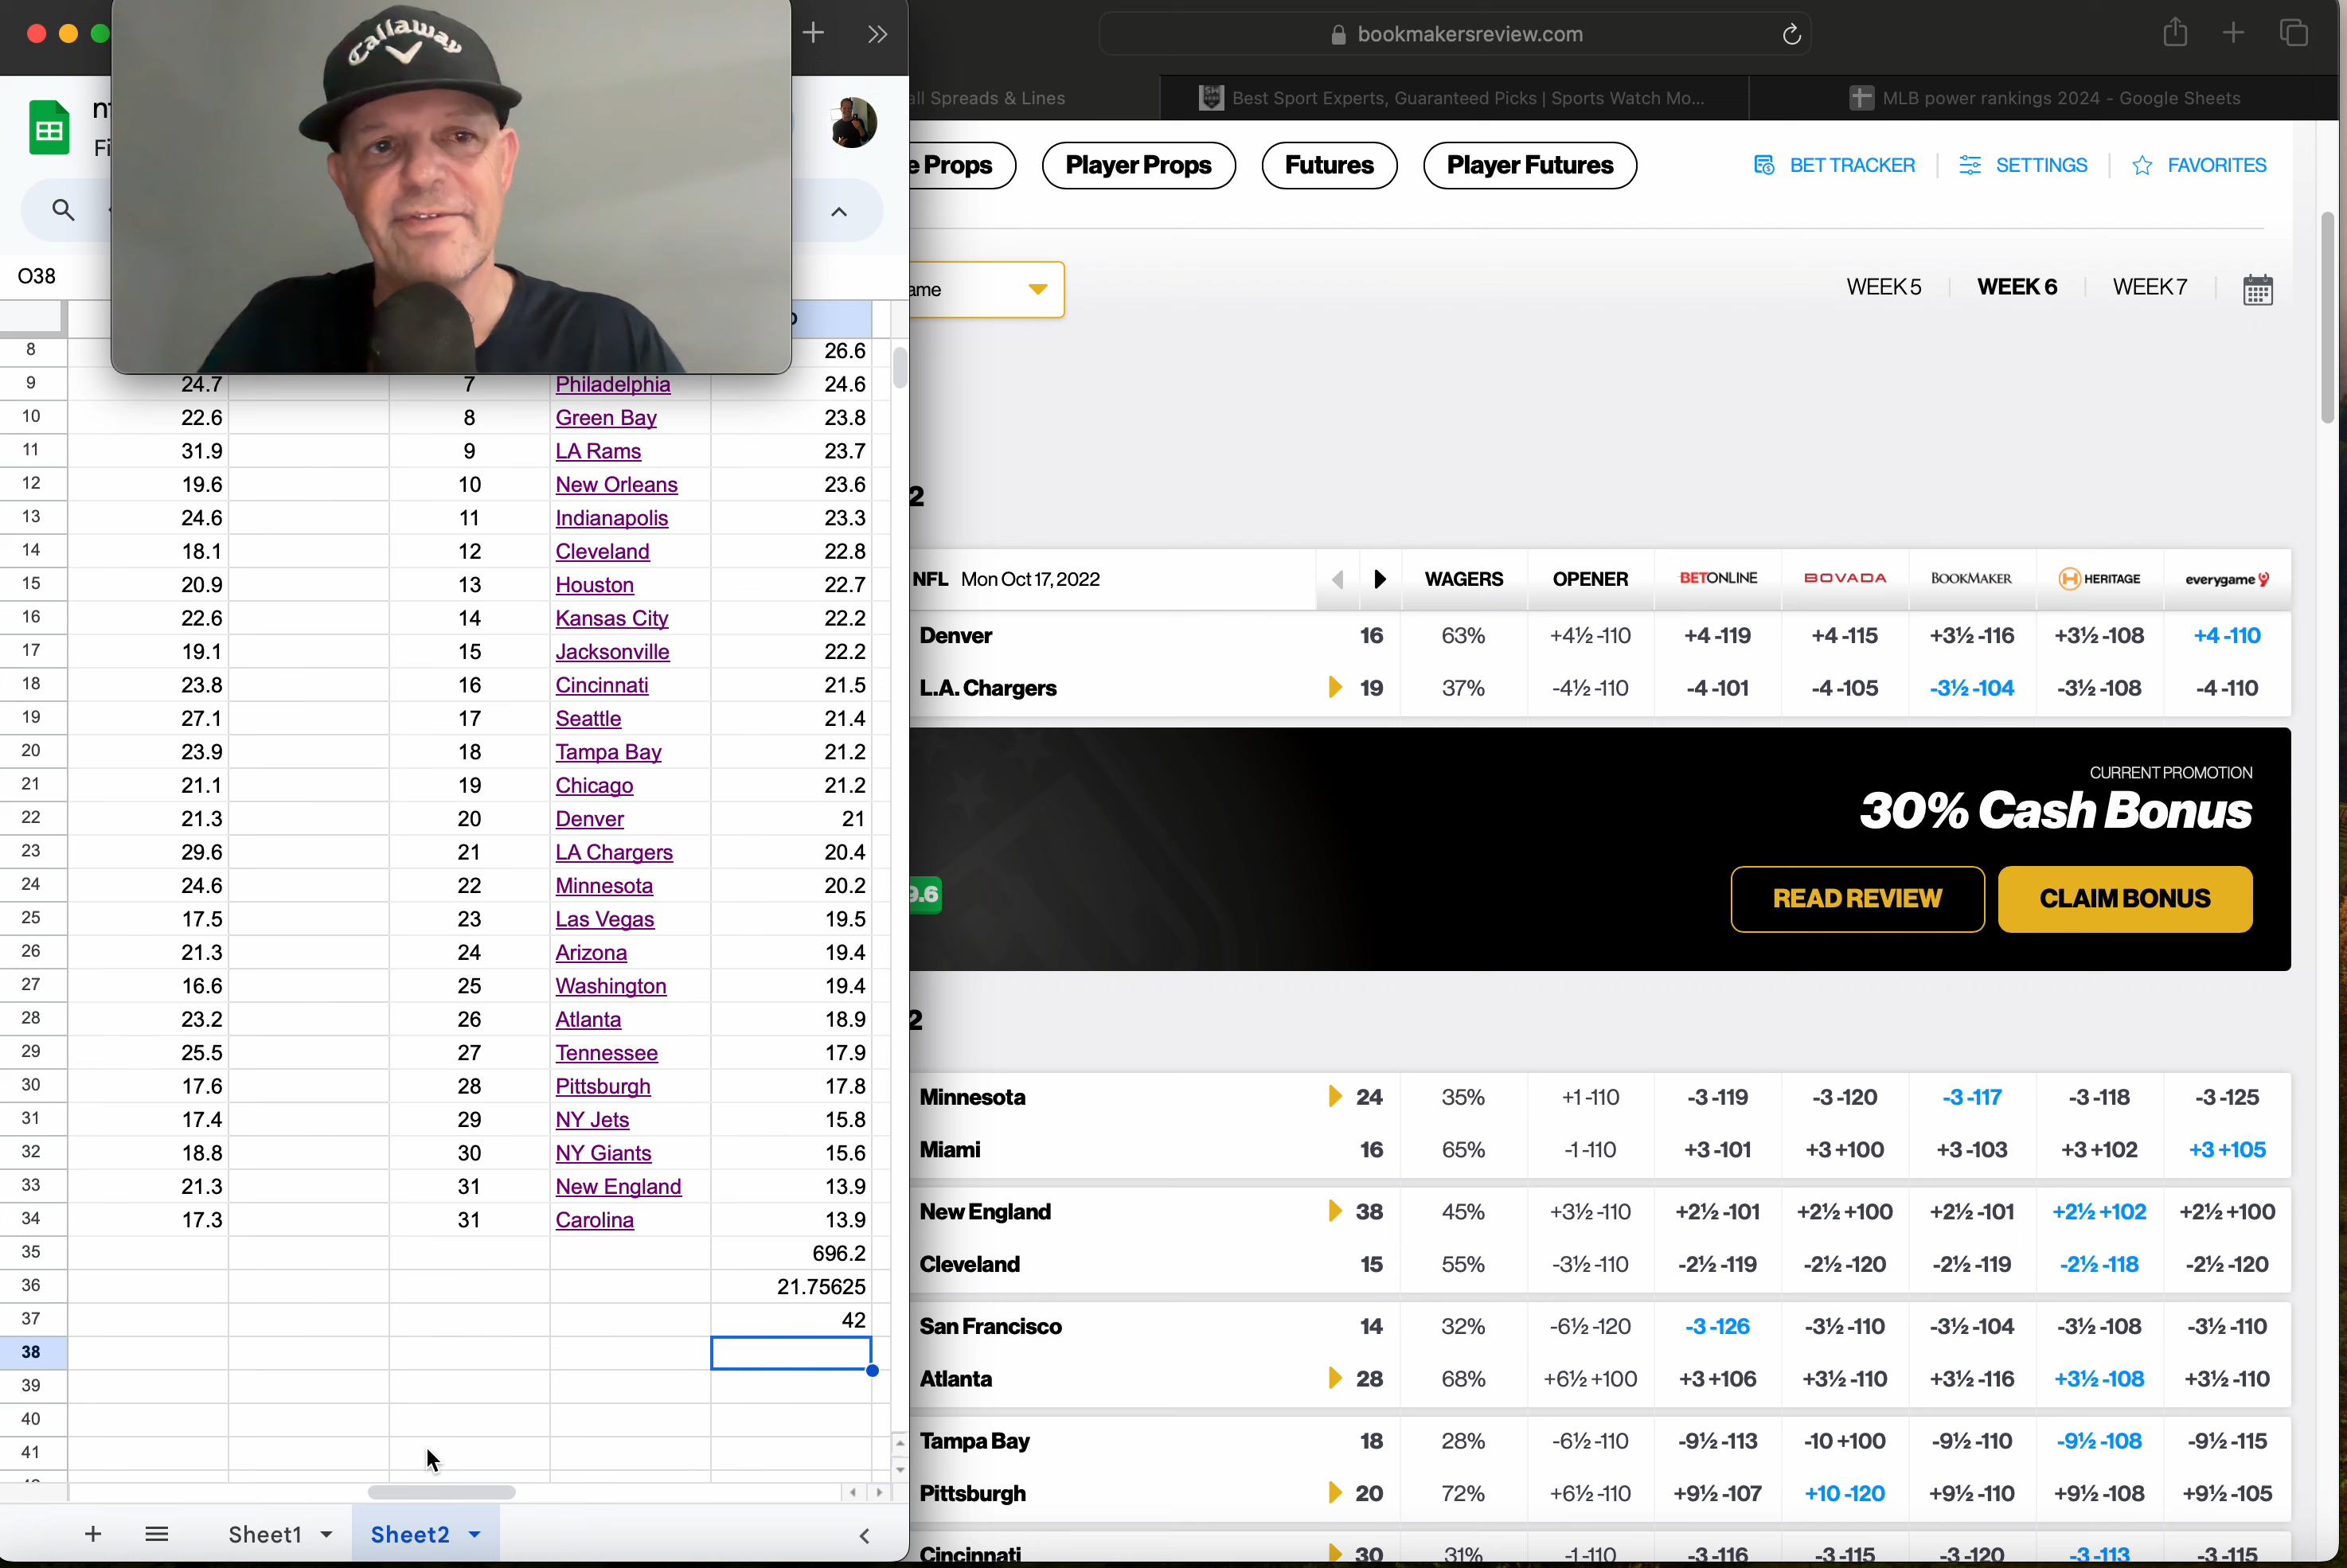 Callaway
bookmakersreview.com
all Spreads & Lines
Best Sport Experts, Guaranteed Picks | Sports Watch Mo...
MLB power rankings 2024 - Google Sheets
Fi
e Props
Player Props
Futures
Player Futures
BET TRACKER
SETTINGS
FAVORITES
O38
ame
WEEK 5
WEEK 6
WEEK 7
8 26.6
9 24.7 7 Philadelphia 24.6
10 22.6 8 Green Bay 23.8
11 31.9 9 LA Rams 23.7
12 19.6 10 New Orleans 23.6
13 24.6 11 Indianapolis 23.3
14 18.1 12 Cleveland 22.8
15 20.9 13 Houston 22.7
16 22.6 14 Kansas City 22.2
17 19.1 15 Jacksonville 22.2
18 23.8 16 Cincinnati 21.5
19 27.1 17 Seattle 21.4
20 23.9 18 Tampa Bay 21.2
21 21.1 19 Chicago 21.2
22 21.3 20 Denver 21
23 29.6 21 LA Chargers 20.4
24 24.6 22 Minnesota 20.2
25 17.5 23 Las Vegas 19.5
26 21.3 24 Arizona 19.4
27 16.6 25 Washington 19.4
28 23.2 26 Atlanta 18.9
29 25.5 27 Tennessee 17.9
30 17.6 28 Pittsburgh 17.8
31 17.4 29 NY Jets 15.8
32 18.8 30 NY Giants 15.6
33 21.3 31 New England 13.9
34 17.3 31 Carolina 13.9
35 696.2
36 21.75625
37 42
38
39
40
41
Sheet1
Sheet2
2
NFL Mon Oct 17, 2022 WAGERS OPENER BETONLINE BOVADA BOOKMAKER HERITAGE everygame
Denver 16 63% +4½ -110 +4 -119 +4 -115 +3½ -116 +3½ -108 +4 -110
L.A. Chargers 19 37% -4½ -110 -4 -101 -4 -105 -3½ -104 -3½ -108 -4 -110
CURRENT PROMOTION
30% Cash Bonus
9.6
READ REVIEW
CLAIM BONUS
2
Minnesota 24 35% +1 -110 -3 -119 -3 -120 -3 -117 -3 -118 -3 -125
Miami 16 65% -1 -110 +3 -101 +3 +100 +3 -103 +3 +102 +3 +105
New England 38 45% +3½ -110 +2½ -101 +2½ +100 +2½ -101 +2½ +102 +2½ +100
Cleveland 15 55% -3½ -110 -2½ -119 -2½ -120 -2½ -119 -2½ -118 -2½ -120
San Francisco 14 32% -6½ -120 -3 -126 -3½ -110 -3½ -104 -3½ -108 -3½ -110
Atlanta 28 68% +6½ +100 +3 +106 +3½ -110 +3½ -116 +3½ -108 +3½ -110
Tampa Bay 18 28% -6½ -110 -9½ -113 -10 +100 -9½ -110 -9½ -108 -9½ -115
Pittsburgh 20 72% +6½ -110 +9½ -107 +10 -120 +9½ -110 +9½ -108 +9½ -105
Cincinnati 30 31% -1 -110 -3 -116 -3 -115 -3 -120 -3 -113 -3 -115